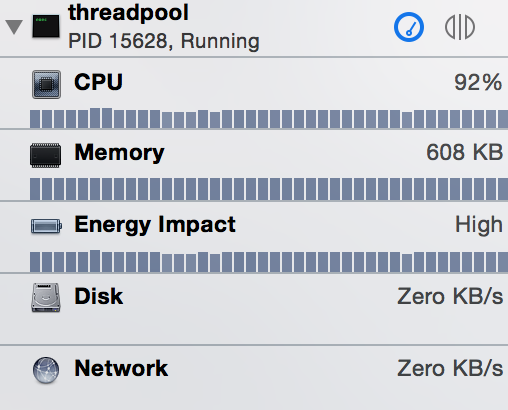 threadpool
PID 15628, Running
CPU 92%
Memory 608 KB
Energy Impact High
Disk Zero KB/s
Network Zero KB/s